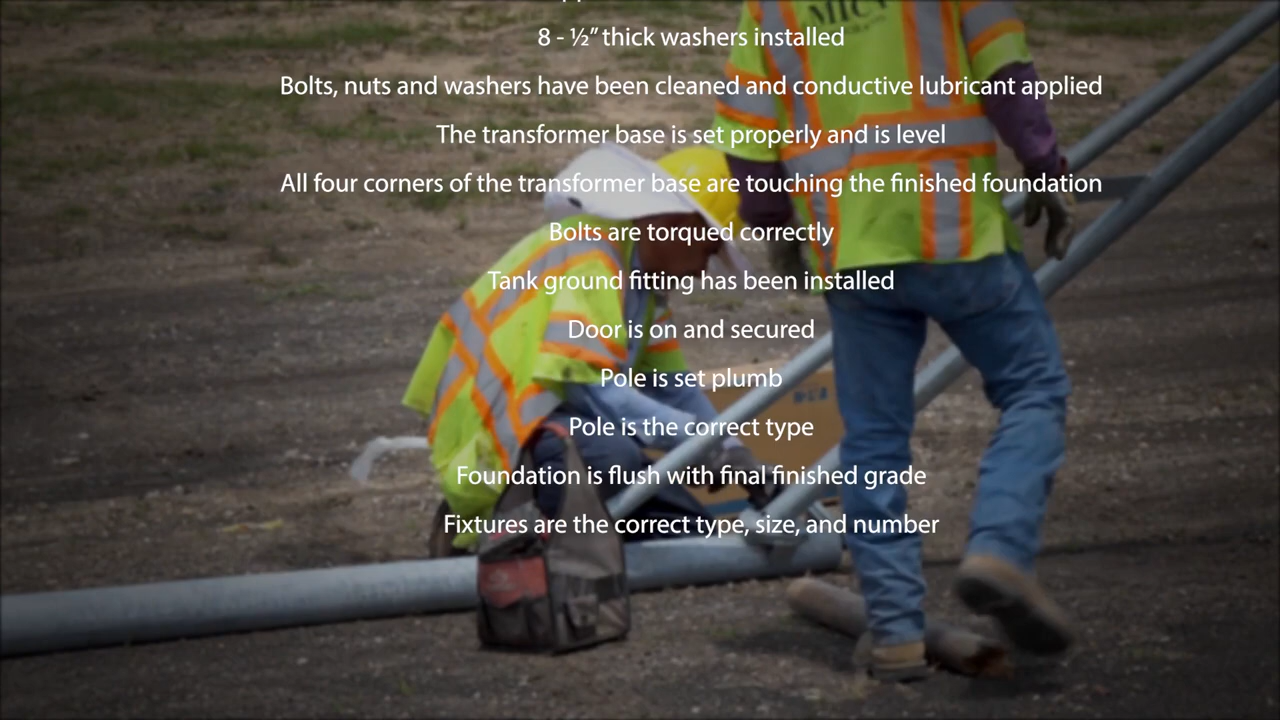 8 - ½” thick washers installed
Bolts, nuts and washers have been cleaned and conductive lubricant applied
The transformer base is set properly and is level
All four corners of the transformer base are touching the finished foundation
Bolts are torqued correctly
Tank ground fitting has been installed
Door is on and secured
Pole is set plumb
Pole is the correct type
Foundation is flush with final finished grade
Fixtures are the correct type, size, and number